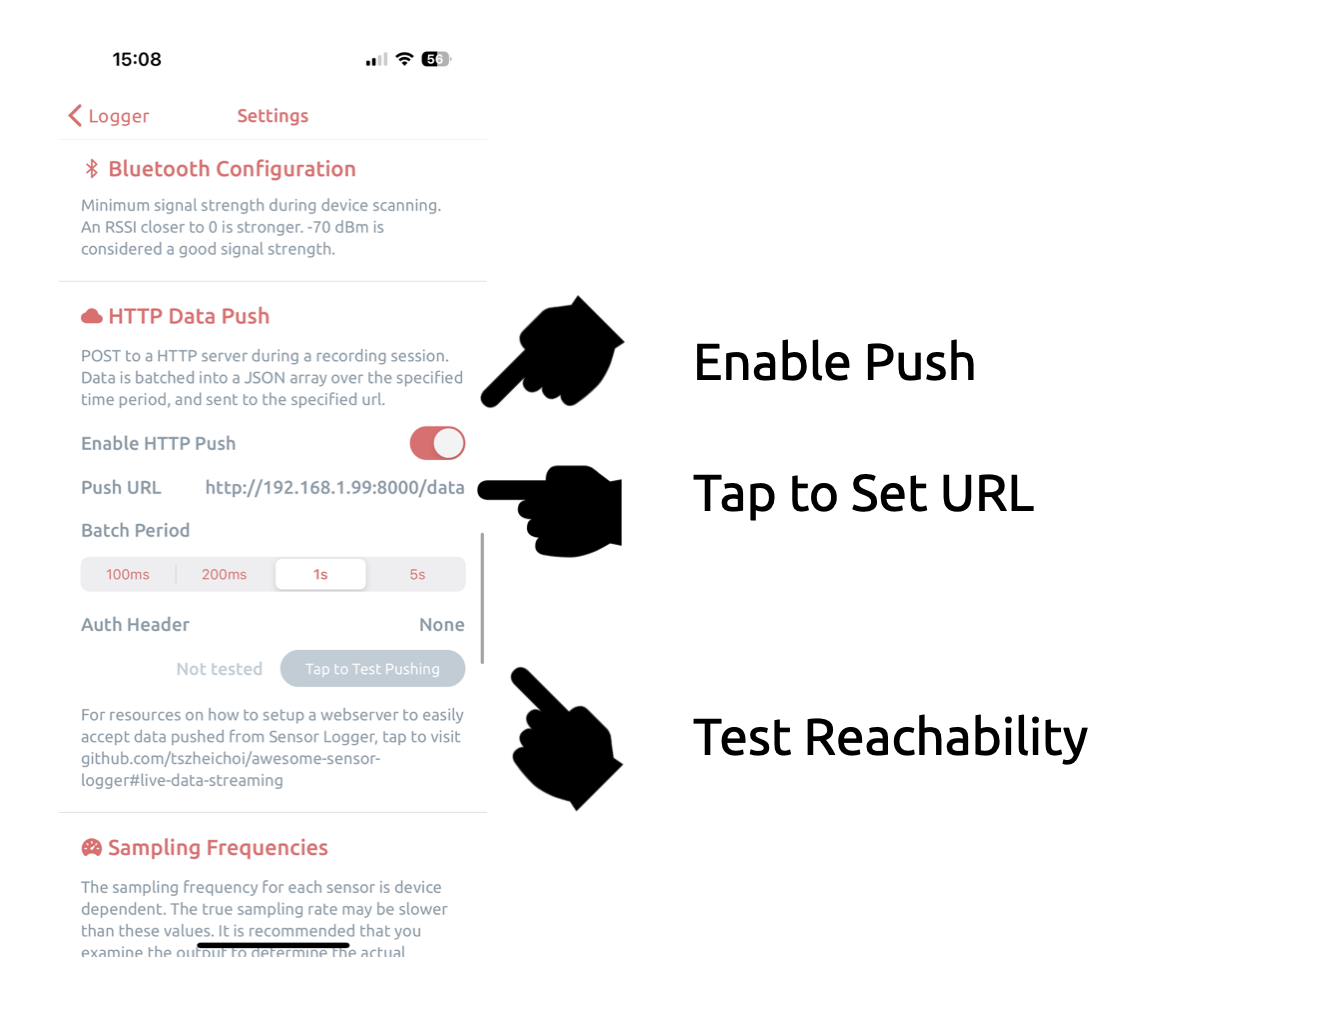 15:08
56
Logger
Settings
Bluetooth Configuration
Minimum signal strength during device scanning.
An RSSI closer to 0 is stronger. -70 dBm is
considered a good signal strength.
HTTP Data Push
POST to a HTTP server during a recording session.
Data is batched into a JSON array over the specified
time period, and sent to the specified url.
Enable HTTP Push
Push URL http://192.168.1.99:8000/data
Batch Period
100ms 200ms 1s 5s
Auth Header None
Not tested Tap to Test Pushing
For resources on how to setup a webserver to easily
accept data pushed from Sensor Logger, tap to visit
github.com/tszheichoi/awesome-sensor-
logger#live-data-streaming
Sampling Frequencies
The sampling frequency for each sensor is device
dependent. The true sampling rate may be slower
than these values. It is recommended that you
examine the output to determine the actual
Enable Push
Tap to Set URL
Test Reachability